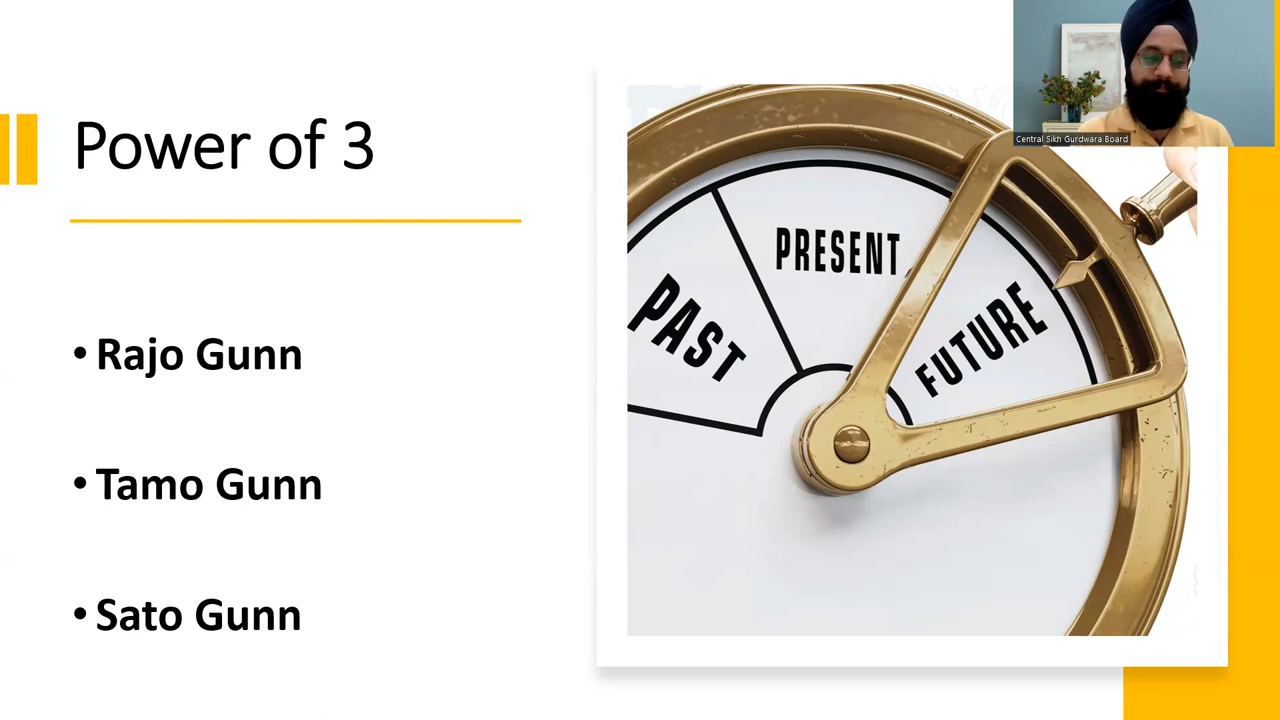 Power of 3
• Rajo Gunn
• Tamo Gunn
• Sato Gunn
PAST
PRESENT
FUTURE
Central Sikh Gurdwara Board